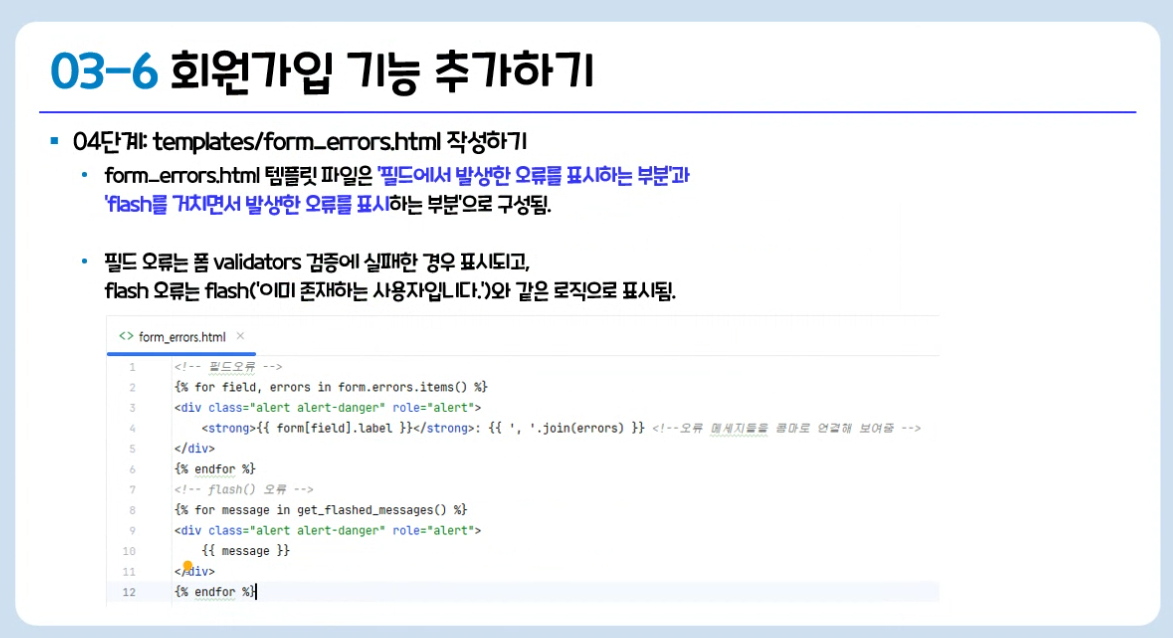 03-6 회원가입 기능 추가하기
04단계: templates/form_errors.html 작성하기
form_errors.html 템플릿 파일은 '필드에서 발생한 오류를 표시하는 부분'과
'flash를 거치면서 발생한 오류를 표시하는 부분'으로 구성됨.
필드 오류는 폼 validators 검증에 실패한 경우 표시되고,
flash 오류는 flash('이미 존재하는 사용자입니다.')와 같은 로직으로 표시됨.
<> form_errors.html ×
1 <!-- 필드오류 -->
2 {% for field, errors in form.errors.items() %}
3 <div class="alert alert-danger" role="alert">
4 <strong>{{ form[field].label }}</strong>: {{ ', '.join(errors) }} <!--오류 메세지들을 콤마로 연결해 보여줌 -->
5 </div>
6 {% endfor %}
7 <!-- flash() 오류 -->
8 {% for message in get_flashed_messages() %}
9 <div class="alert alert-danger" role="alert">
10 {{ message }}
11 </div>
12 {% endfor %}